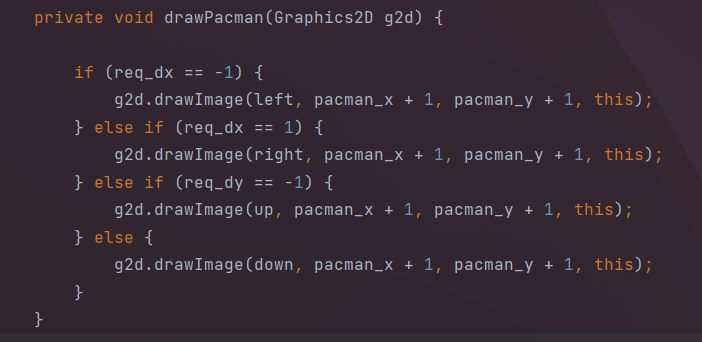 private void drawPacman(Graphics2D g2d) {
if (req_dx == -1) {
g2d.drawImage(left, pacman_x + 1, pacman_y + 1, this);
} else if (req_dx == 1) {
g2d.drawImage(right, pacman_x + 1, pacman_y + 1, this);
} else if (req_dy == -1) {
g2d.drawImage(up, pacman_x + 1, pacman_y + 1, this);
} else {
g2d.drawImage(down, pacman_x + 1, pacman_y + 1, this);
}
}